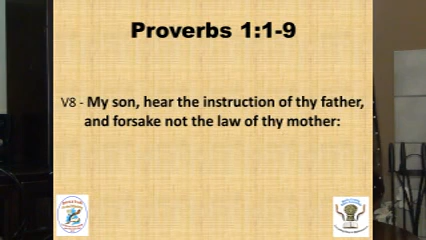 Proverbs 1:1-9
V8 - My son, hear the instruction of thy father,
and forsake not the law of thy mother: